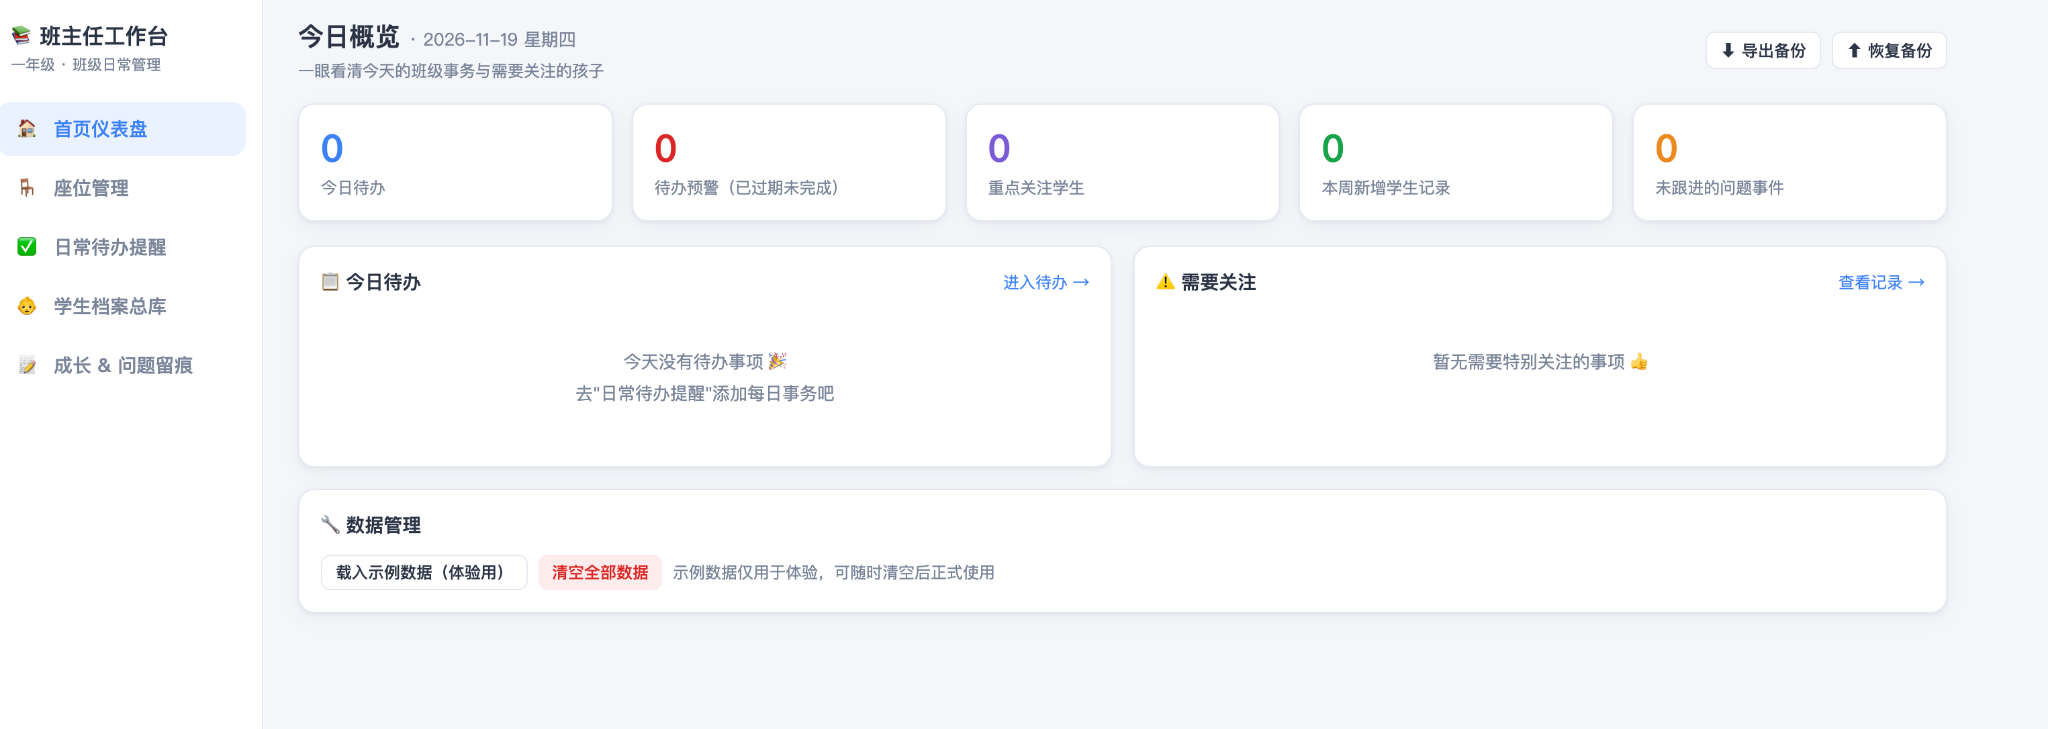 班主任工作台
一年级 · 班级日常管理
首页仪表盘
座位管理
日常待办提醒
学生档案总库
成长 & 问题留痕
今日概览 · 2026-11-19 星期四
一眼看清今天的班级事务与需要关注的孩子
⬇ 导出备份
⬆ 恢复备份
0
今日待办
0
待办预警（已过期未完成）
0
重点关注学生
0
本周新增学生记录
0
未跟进的问题事件
今日待办
进入待办 →
今天没有待办事项 🎉
去"日常待办提醒"添加每日事务吧
需要关注
查看记录 →
暂无需要特别关注的事项 👍
数据管理
载入示例数据（体验用）
清空全部数据
示例数据仅用于体验，可随时清空后正式使用